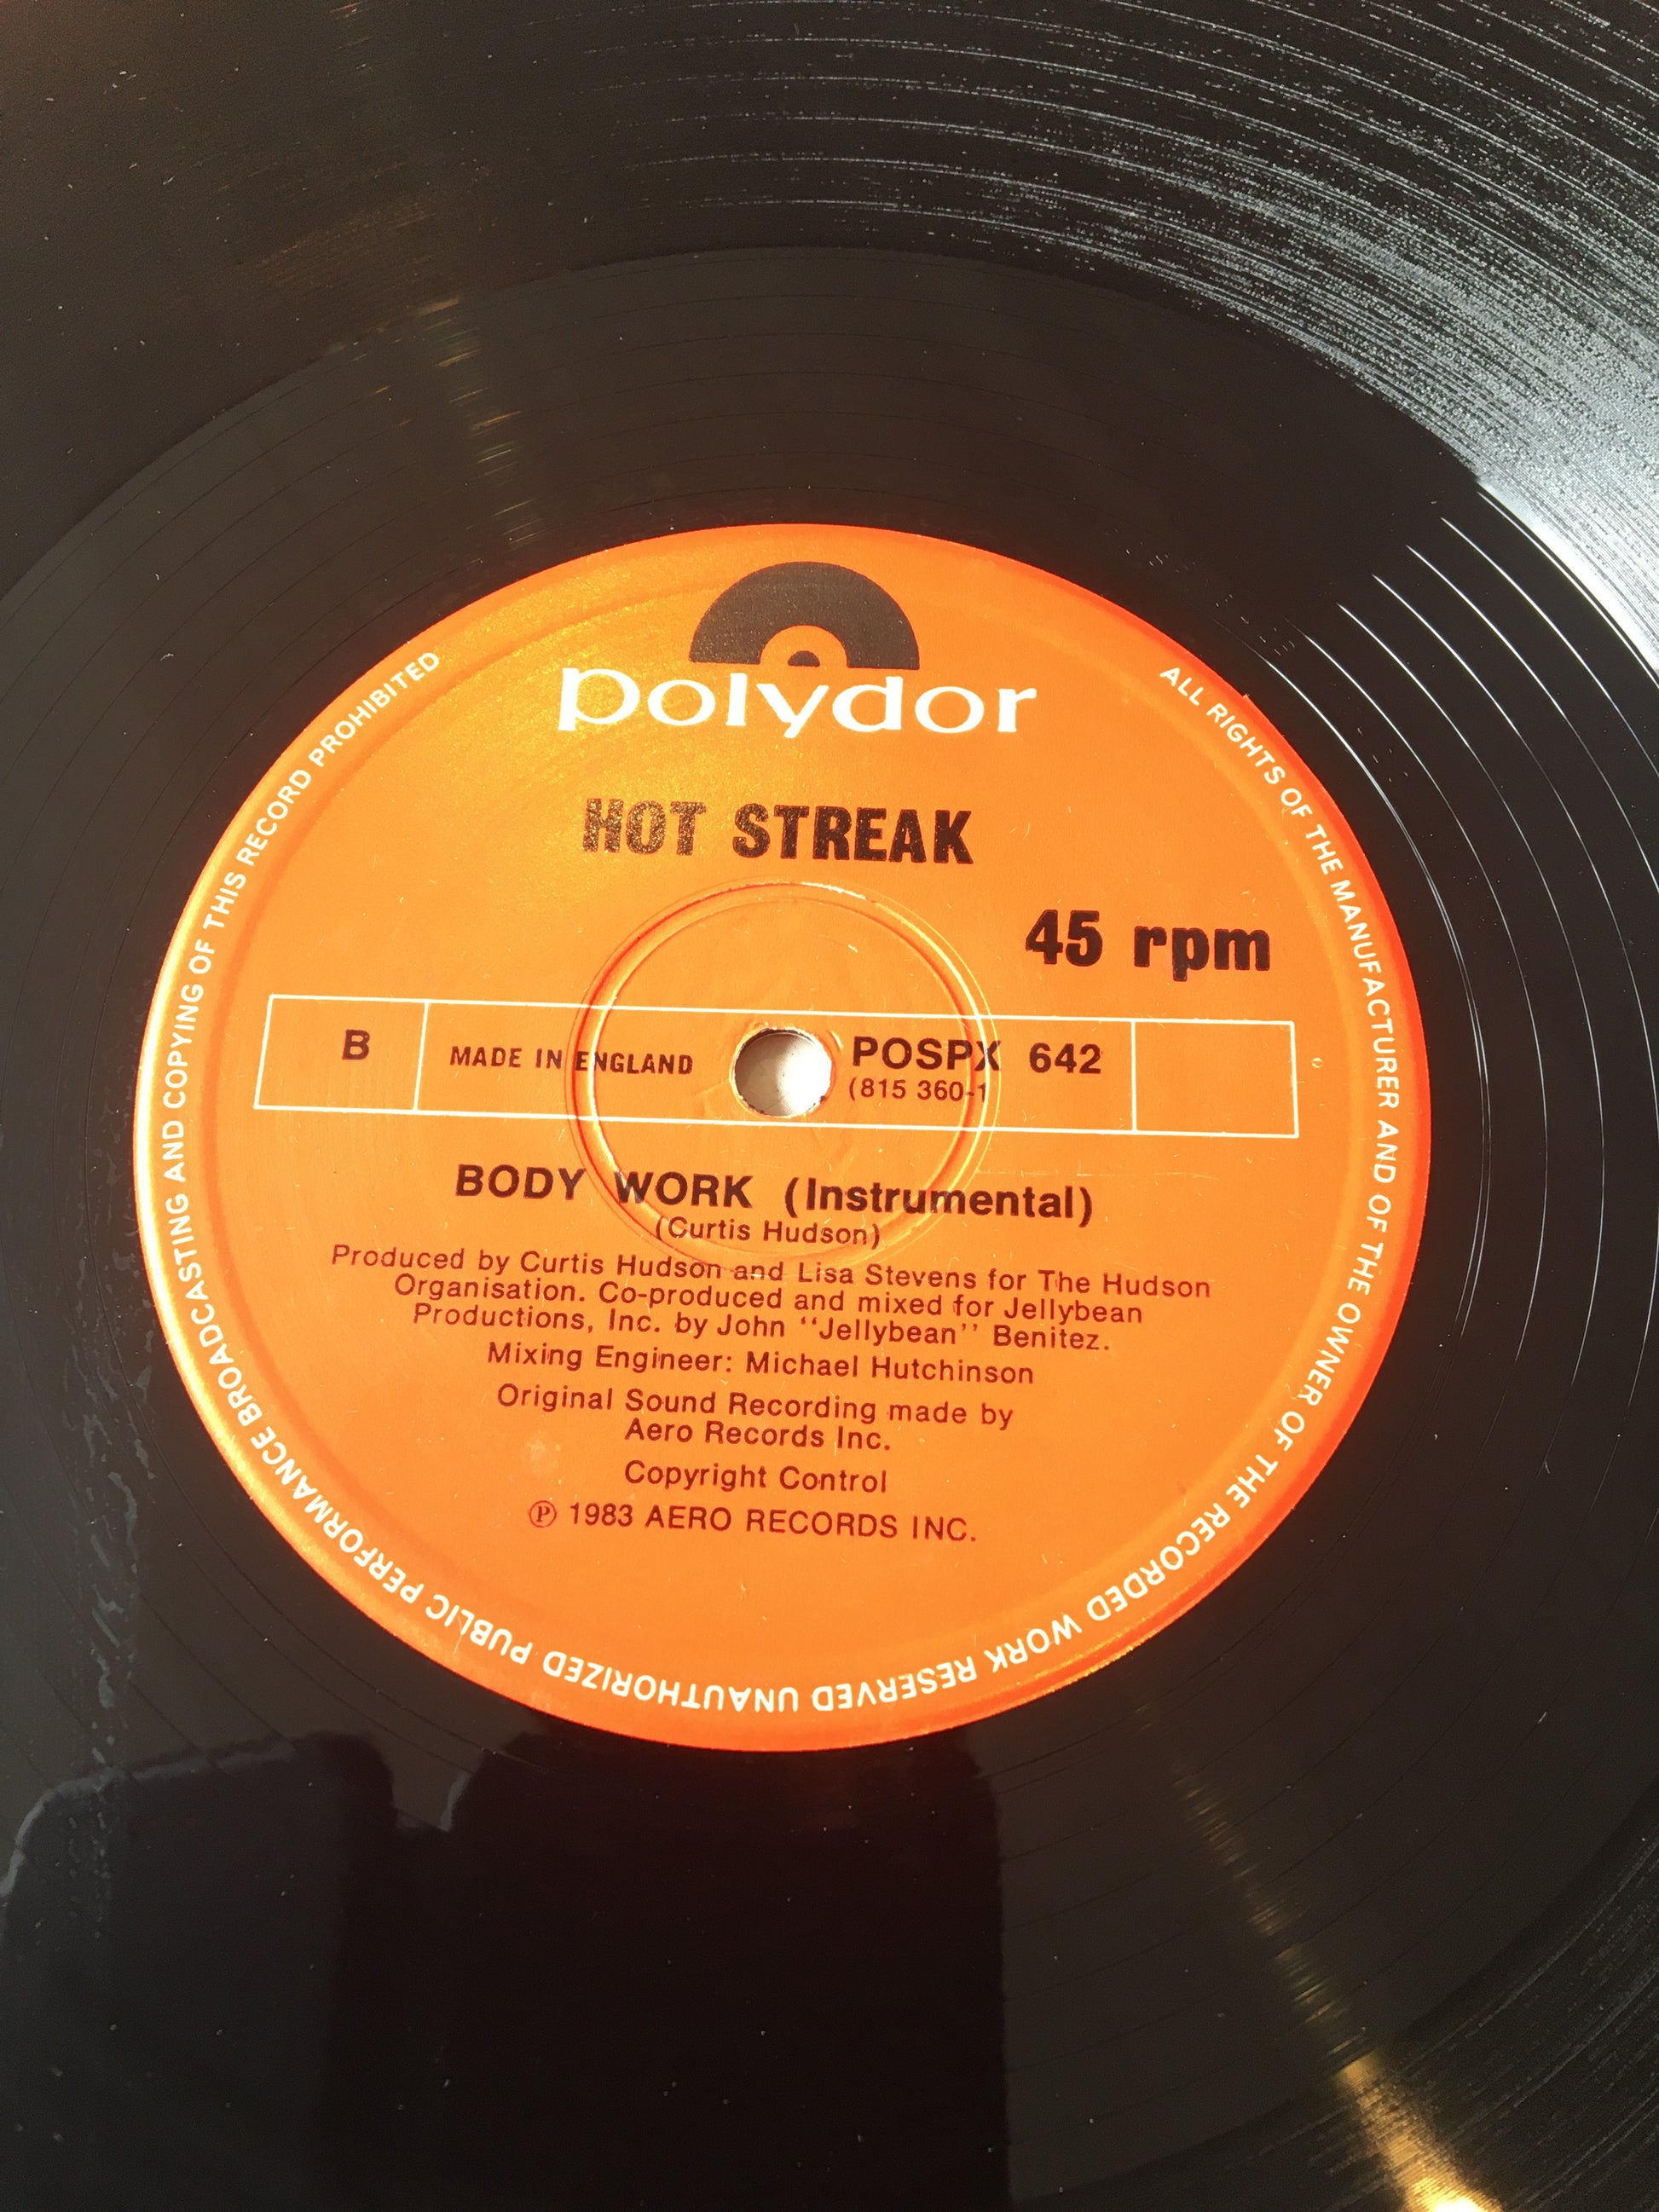 polydor
HOT STREAK
45 rpm
B
MADE IN ENGLAND
POSPX 642
(815 360-1
BODY WORK (Instrumental)
(Curtis Hudson)
Produced by Curtis Hudson and Lisa Stevens for The Hudson
Organisation. Co-produced and mixed for Jellybean
Productions, Inc. by John ‘‘Jellybean’’ Benitez.
Mixing Engineer: Michael Hutchinson
Original Sound Recording made by
Aero Records Inc.
Copyright Control
℗ 1983 AERO RECORDS INC.
ALL RIGHTS OF THE MANUFACTURER AND OF THE OWNER OF THE RECORDED WORK RESERVED UNAUTHORIZED PUBLIC PERFORMANCE BROADCASTING AND COPYING OF THIS RECORD PROHIBITED